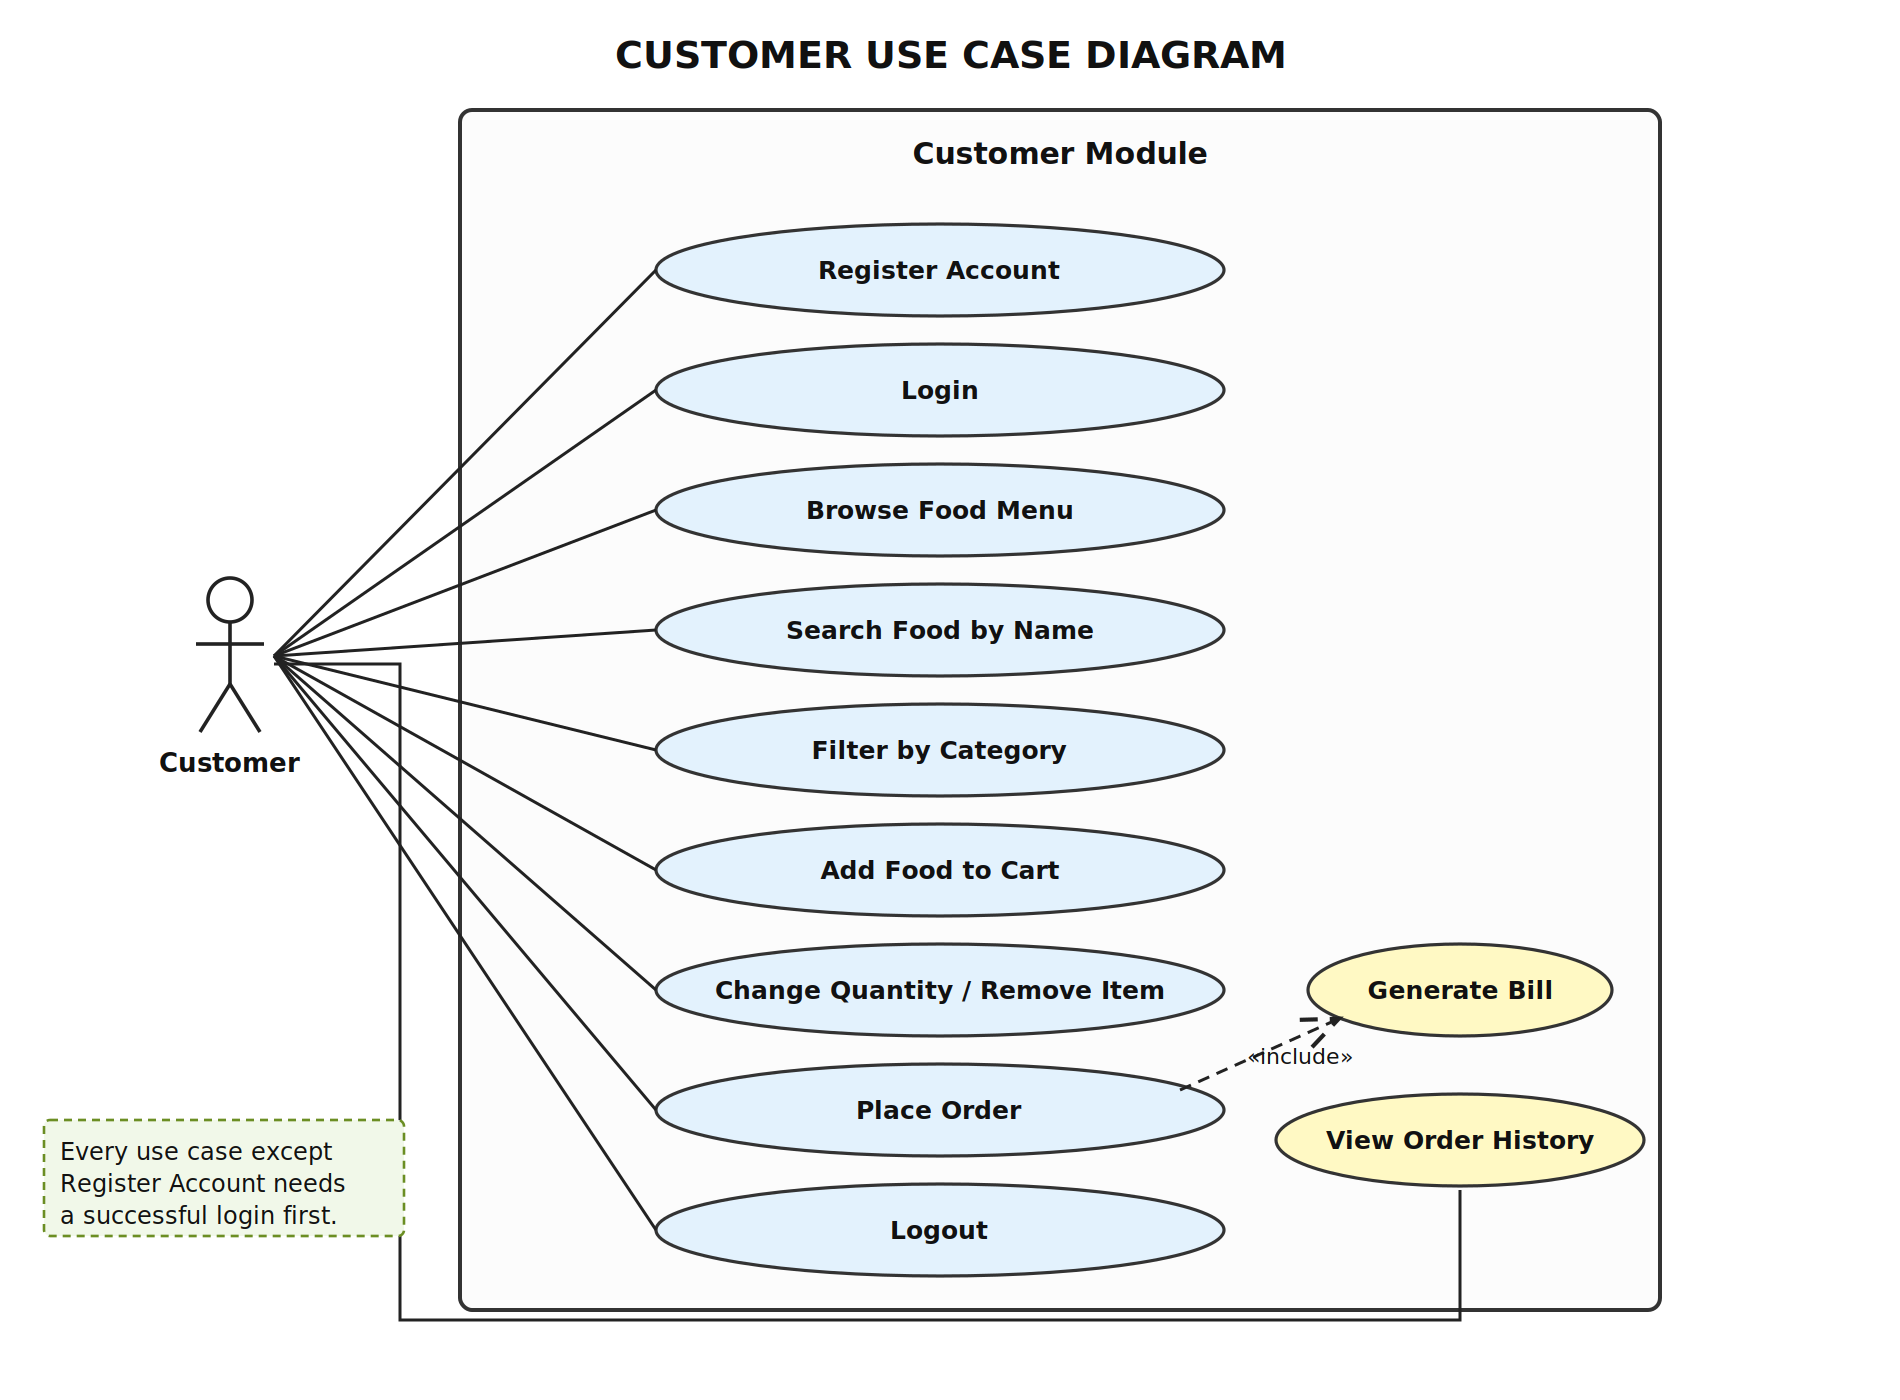 CUSTOMER USE CASE DIAGRAM
Customer Module
Register Account
Login
Browse Food Menu
Search Food by Name
Filter by Category
Customer
Add Food to Cart
Change Quantity / Remove Item
Generate Bill
«include»
Place Order
View Order History
Every use case except
Register Account needs
a successful login first.
Logout